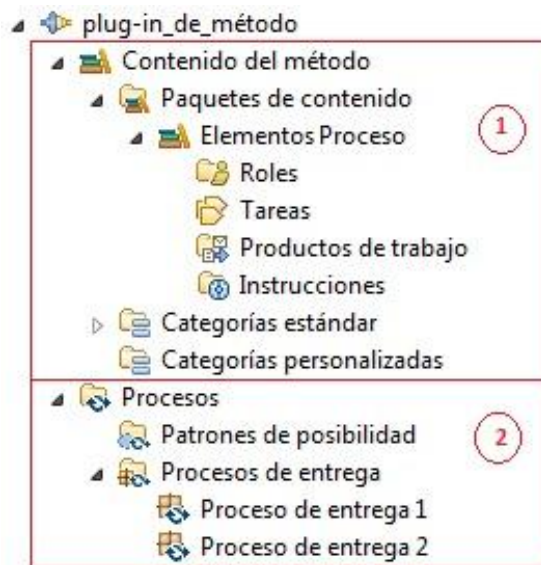 plug-in_de_método
Contenido del método
Paquetes de contenido
Elementos Proceso
1
Roles
Tareas
Productos de trabajo
Instrucciones
Categorías estándar
Categorías personalizadas
Procesos
Patrones de posibilidad
2
Procesos de entrega
Proceso de entrega 1
Proceso de entrega 2